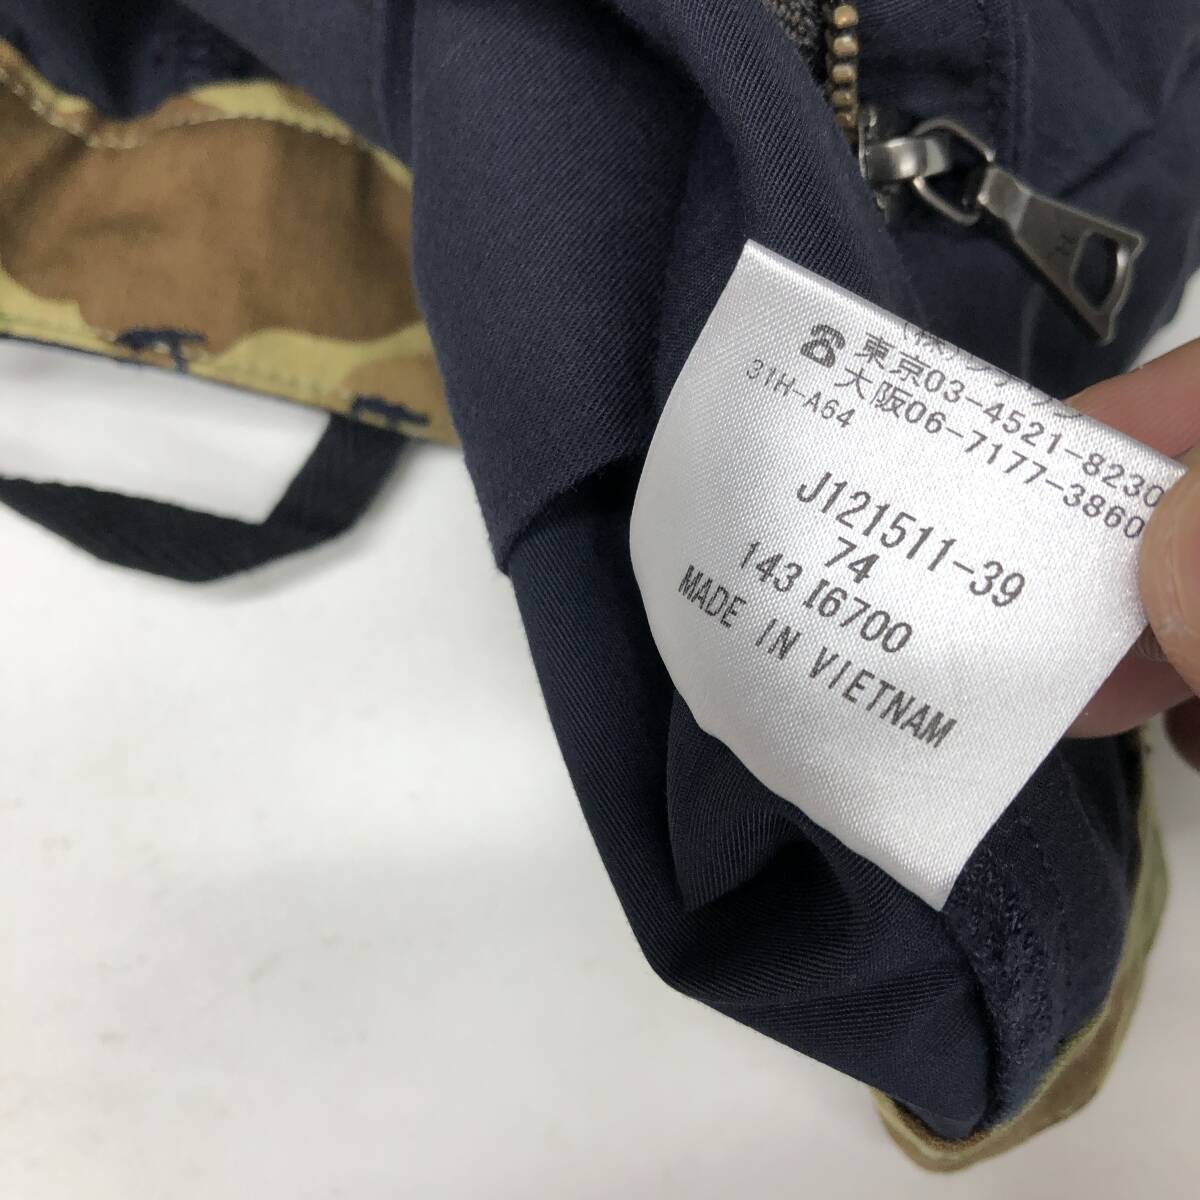 ☎東京03-4521-8230
大阪06-7177-3860
31H-A64
J121511-39
74
143 I6700
MADE IN VIETNAM